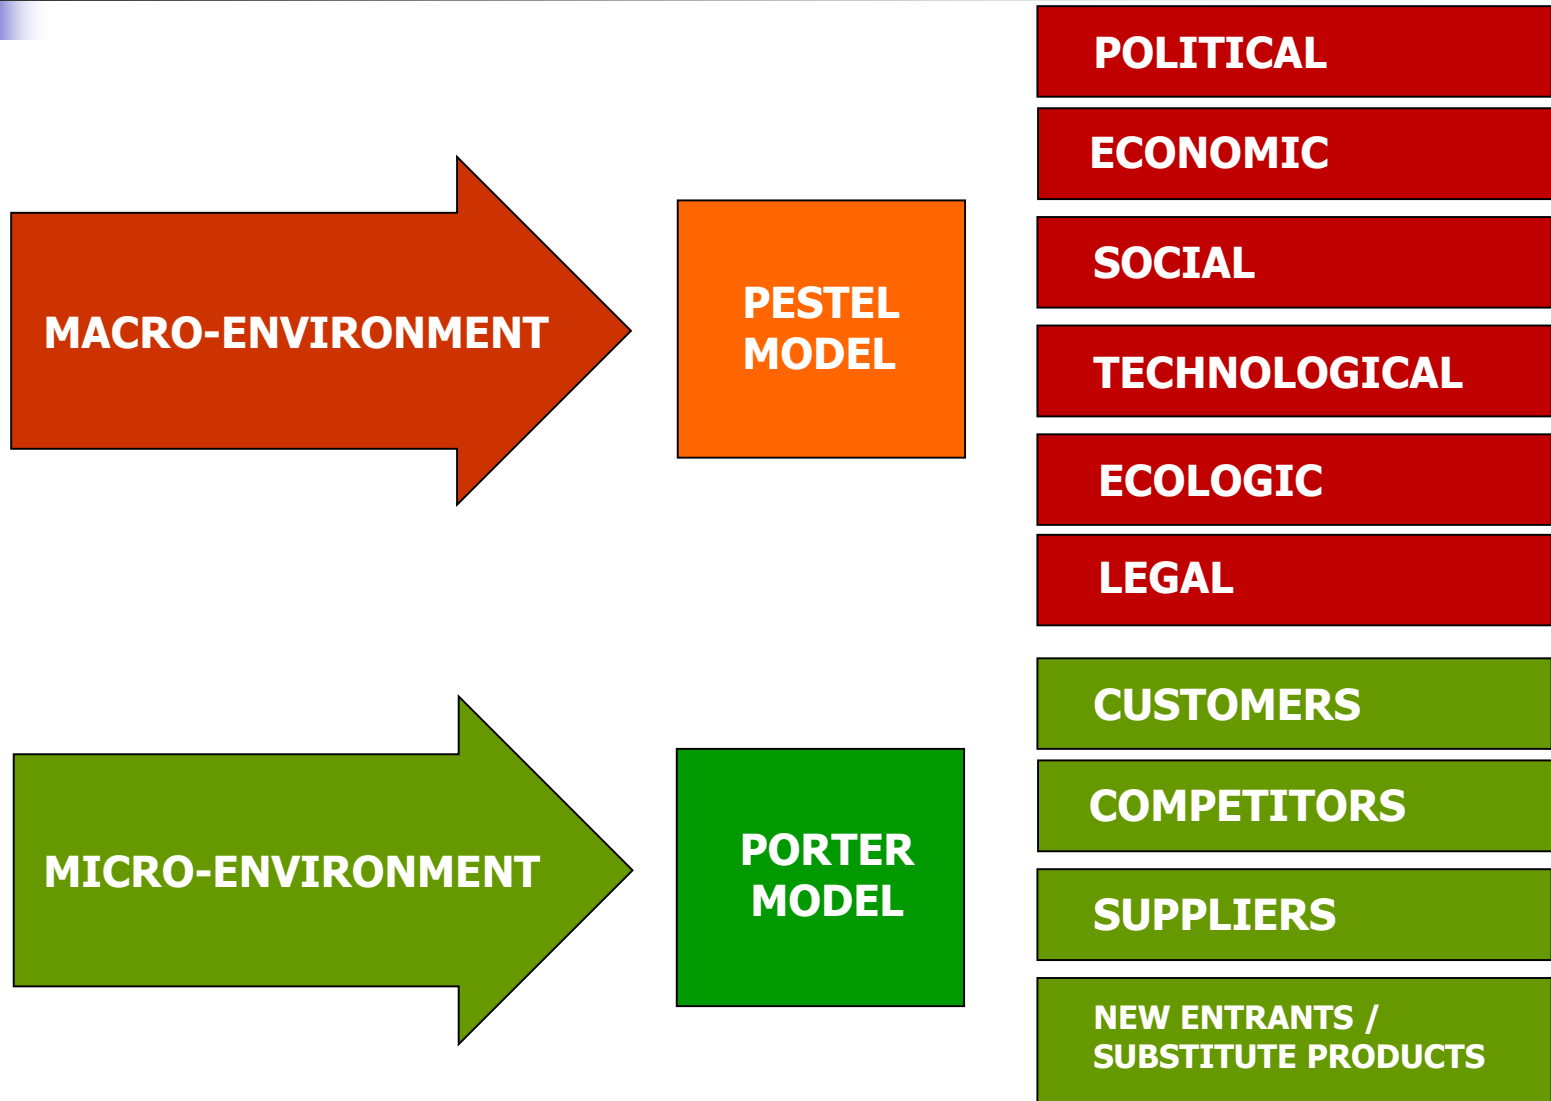 MACRO-ENVIRONMENT
PESTEL
MODEL
POLITICAL
ECONOMIC
SOCIAL
TECHNOLOGICAL
ECOLOGIC
LEGAL
MICRO-ENVIRONMENT
PORTER
MODEL
CUSTOMERS
COMPETITORS
SUPPLIERS
NEW ENTRANTS /
SUBSTITUTE PRODUCTS